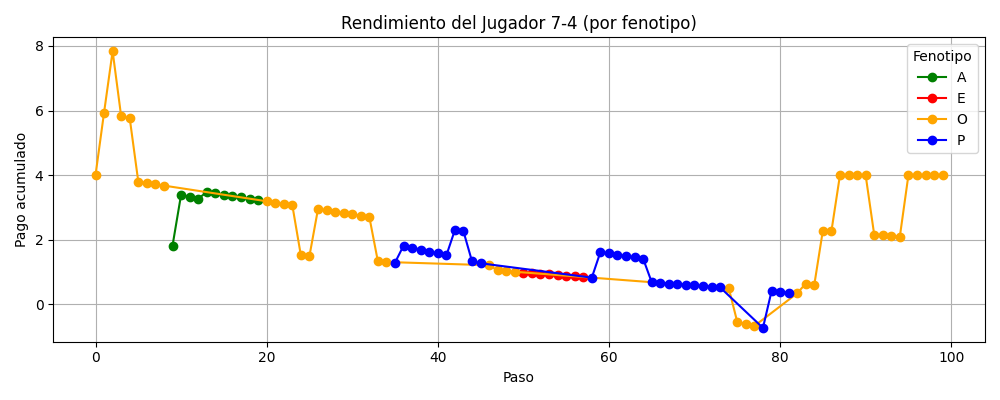 Rendimiento del Jugador 7-4 (por fenotipo)
Fenotipo
A
E
O
P
Pago acumulado
8
6
4
2
0
0 20 40 60 80 100
Paso